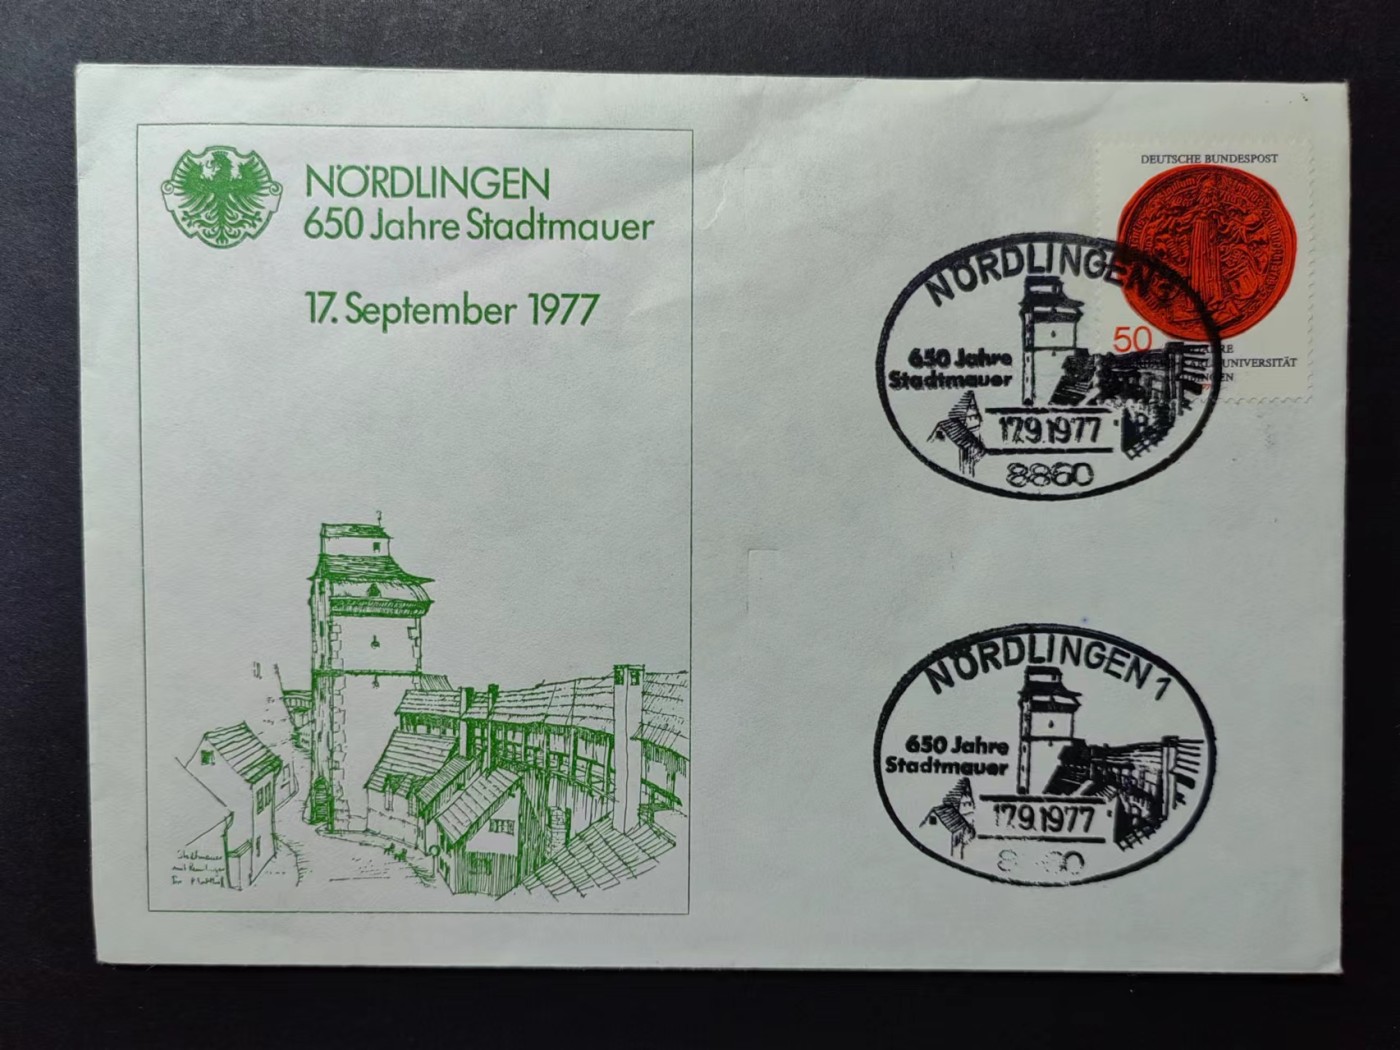 NÖRDLINGEN
650 Jahre Stadtmauer
17. September 1977
Stadtmauer
DEUTSCHE BUNDESPOST
50
UNIVERSITÄT
NÖRDLINGEN
650 Jahre
Stadtmauer
17.9.1977
8860
NÖRDLINGEN 1
650 Jahre
Stadtmauer
17.9.1977